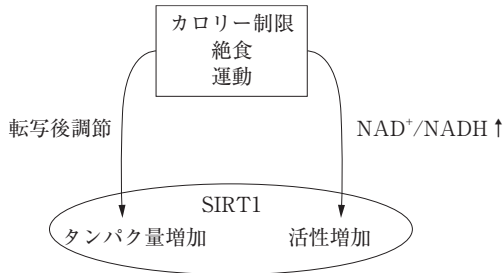 カロリー制限
絶食
運動
転写後調節
NAD⁺/NADH↑
SIRT1
タンパク量増加
活性増加